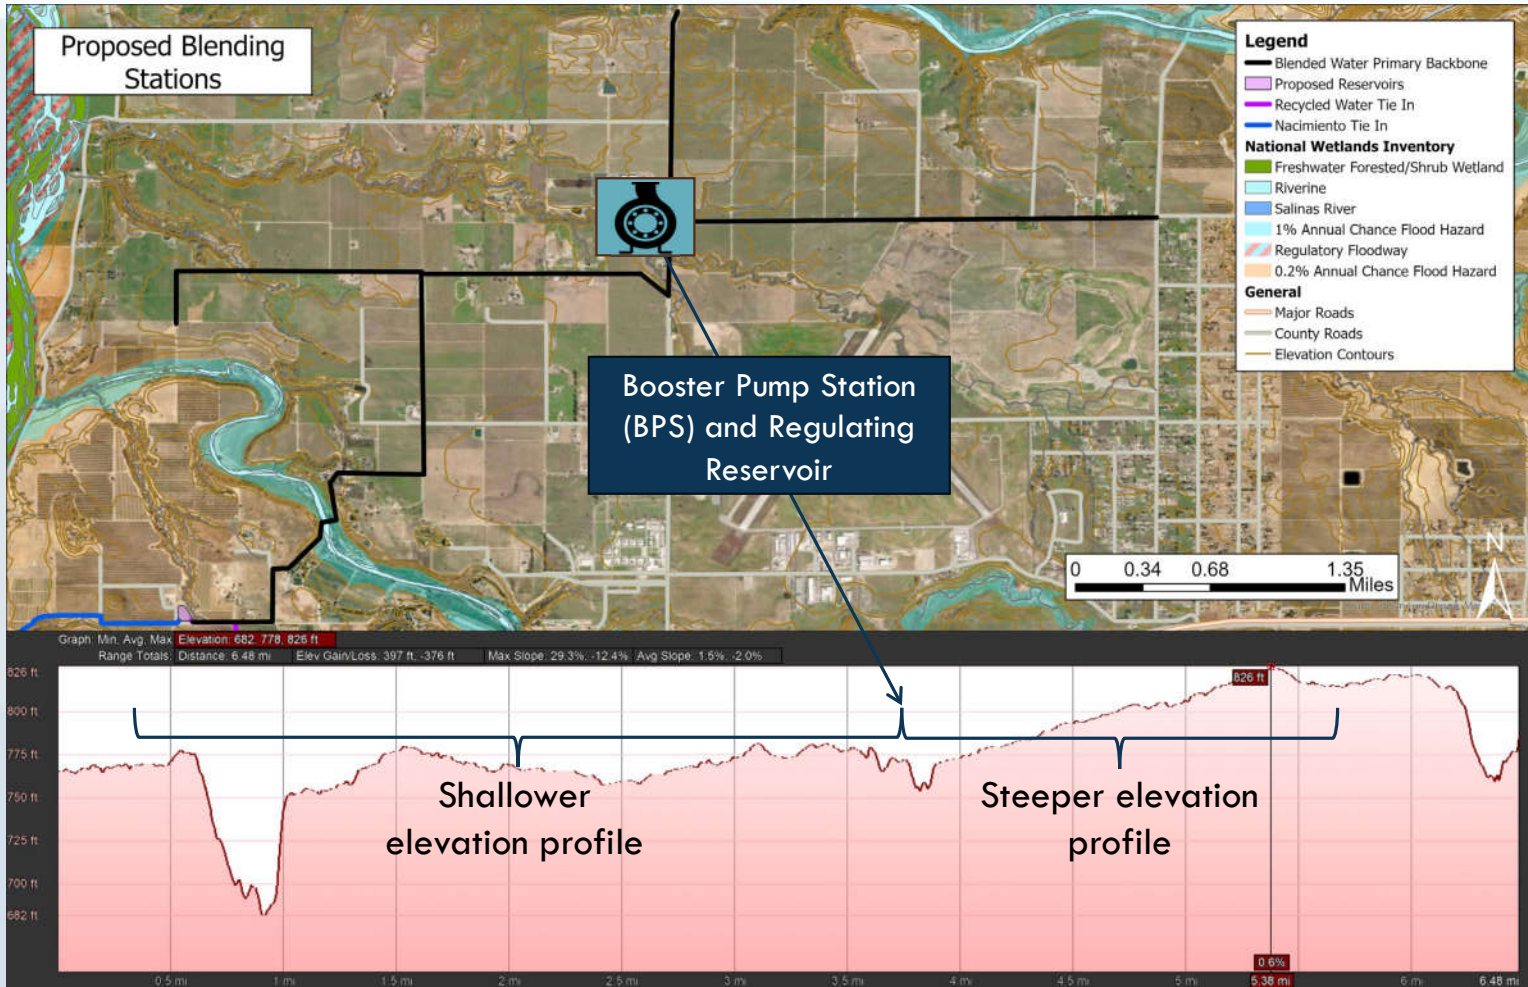 Proposed Blending
Stations
Legend
Blended Water Primary Backbone
Proposed Reservoirs
Recycled Water Tie In
Nacimiento Tie In
National Wetlands Inventory
Freshwater Forested/Shrub Wetland
Riverine
Salinas River
1% Annual Chance Flood Hazard
Regulatory Floodway
0.2% Annual Chance Flood Hazard
General
Major Roads
County Roads
Elevation Contours
Booster Pump Station
(BPS) and Regulating
Reservoir
N
0 0.34 0.68 1.35
Miles
Graph: Min, Avg, Max Elevation: 682, 778, 826 ft
Range Totals: Distance: 6.48 mi Elev Gain/Loss: 397 ft, -376 ft Max Slope: 29.3%, -12.4% Avg Slope: 1.5%, -2.0%
826 ft
800 ft
775 ft
750 ft
725 ft
700 ft
682 ft
826 ft
Shallower
elevation profile
Steeper elevation
profile
0.6%
0.5 mi 1 mi 1.5 mi 2 mi 2.5 mi 3 mi 3.5 mi 4 mi 4.5 mi 5 mi 5.38 mi 6 mi 6.48 mi